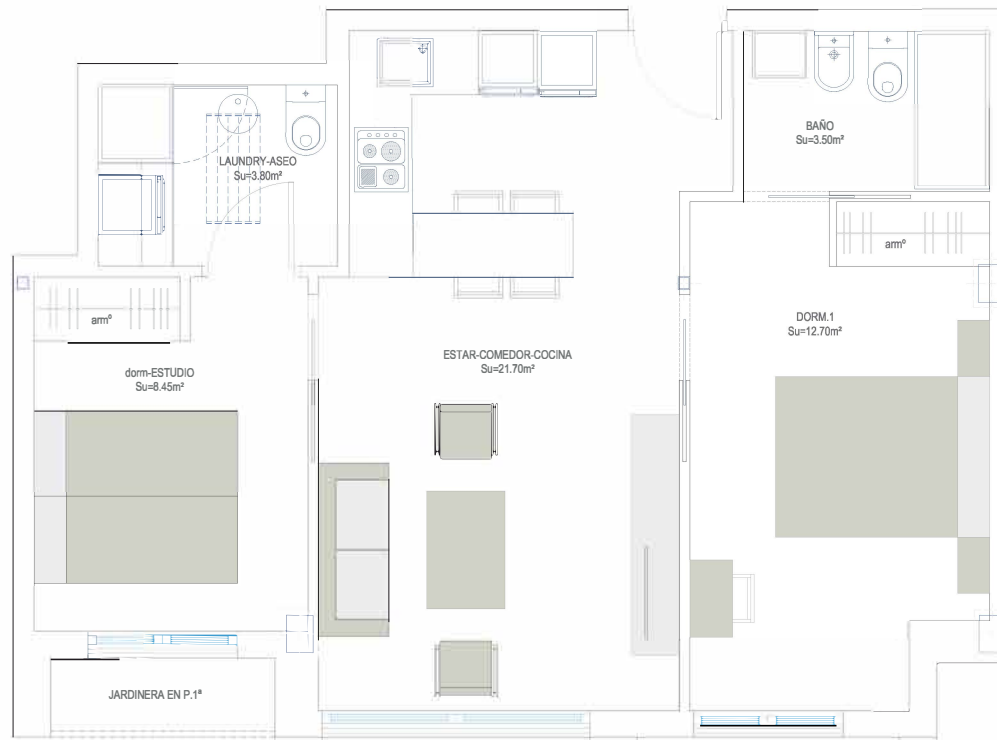 BAÑO
Su=3.50m²
LAUNDRY-ASEO
Su=3.80m²
armº
armº
DORM.1
Su=12.70m²
ESTAR-COMEDOR-COCINA
Su=21.70m²
dorm-ESTUDIO
Su=8.45m²
JARDINERA EN P.1ª